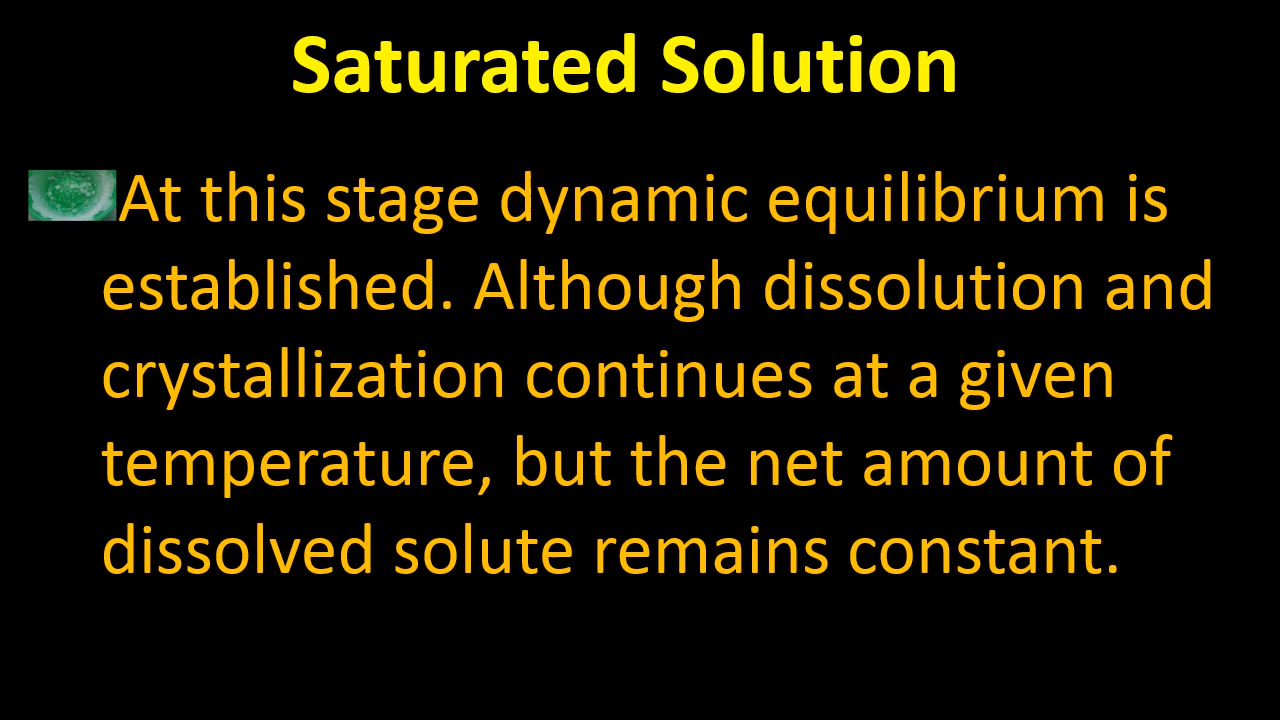 Saturated Solution
At this stage dynamic equilibrium is
established. Although dissolution and
crystallization continues at a given
temperature, but the net amount of
dissolved solute remains constant.